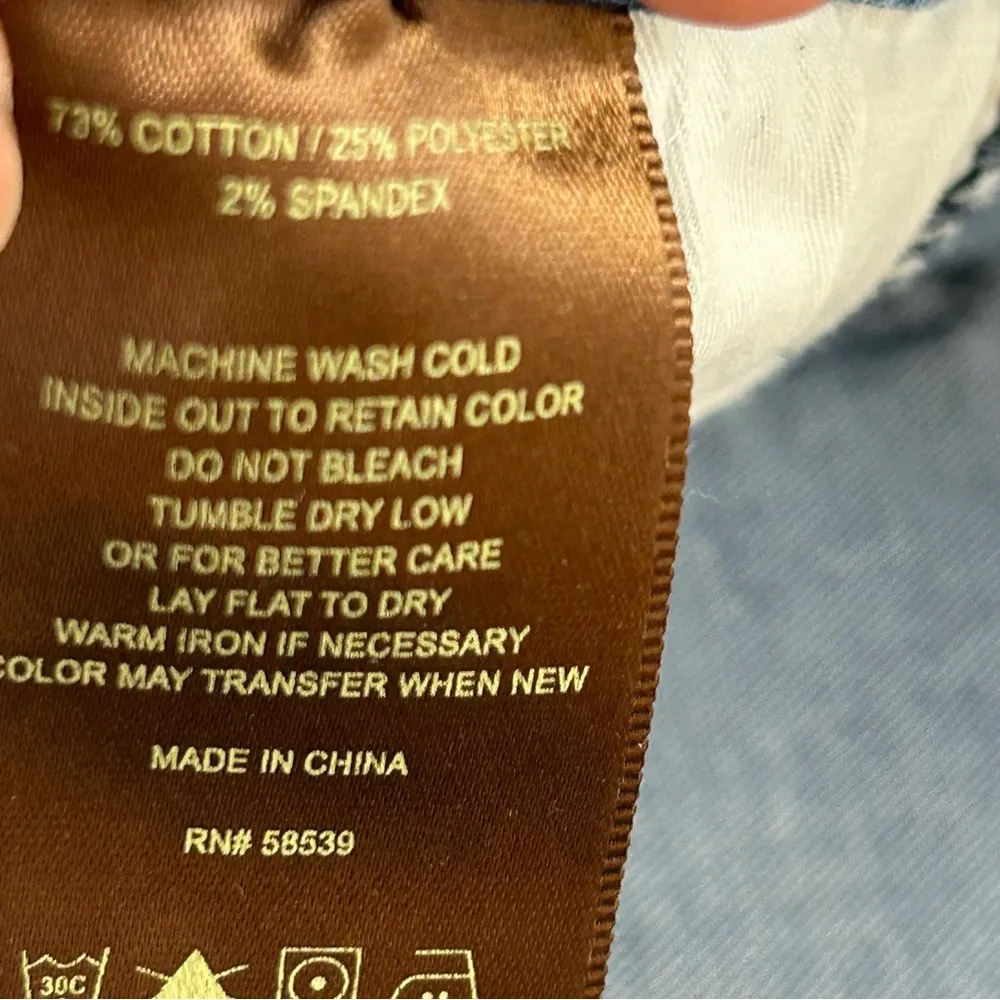 73% COTTON / 25% POLYESTER
2% SPANDEX
MACHINE WASH COLD
INSIDE OUT TO RETAIN COLOR
DO NOT BLEACH
TUMBLE DRY LOW
OR FOR BETTER CARE
LAY FLAT TO DRY
WARM IRON IF NECESSARY
COLOR MAY TRANSFER WHEN NEW
MADE IN CHINA
RN# 58539
30C